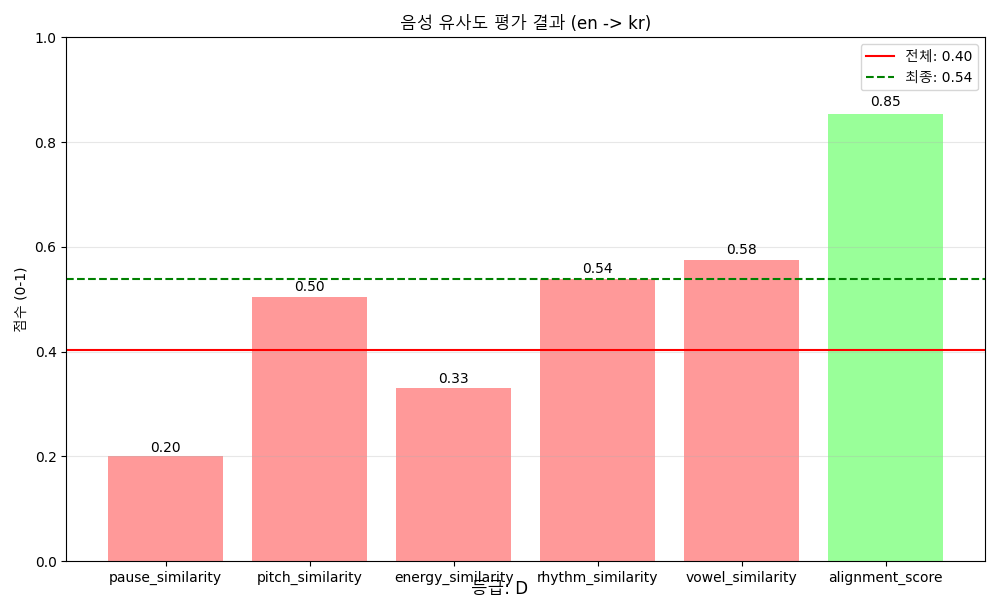 음성 유사도 평가 결과 (en -> kr)
전체: 0.40
최종: 0.54
점수 (0-1)
1.0
0.8
0.6
0.4
0.2
0.0
0.20
0.50
0.33
0.54
0.58
0.85
pause_similarity
pitch_similarity
energy_similarity
rhythm_similarity
vowel_similarity
alignment_score
등급: D